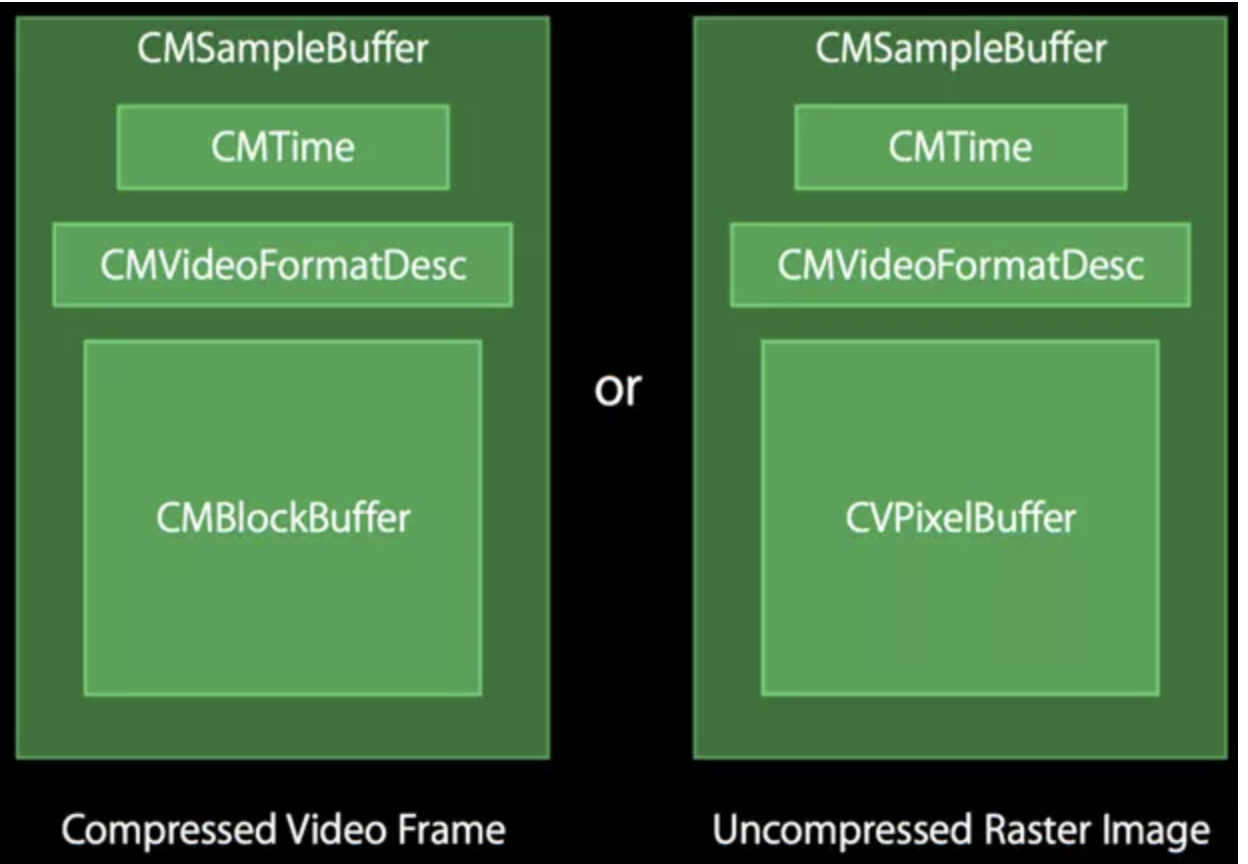 CMSampleBuffer
CMTime
CMVideoFormatDesc
CMBlockBuffer
Compressed Video Frame
or
CMSampleBuffer
CMTime
CMVideoFormatDesc
CVPixelBuffer
Uncompressed Raster Image